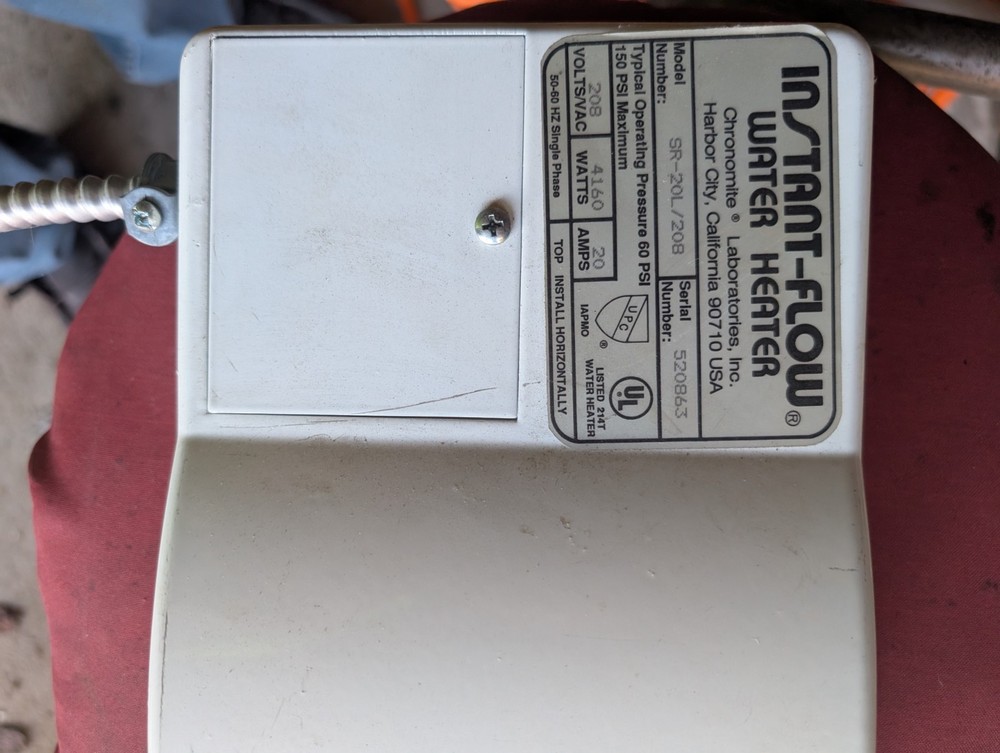 INSTANT-FLOW®
WATER HEATER
Chronomite® Laboratories, Inc.
Harbor City, California 90710 USA
Model Number: SR-20L/208
Serial Number: 520863
Typical Operating Pressure 60 PSI
150 PSI Maximum
208 VOLTS/VAC
4160 WATTS
20 AMPS
50-60 HZ Single Phase
UPC
®
IAPMO
UL
LISTED 214T
WATER HEATER
TOP INSTALL HORIZONTALLY